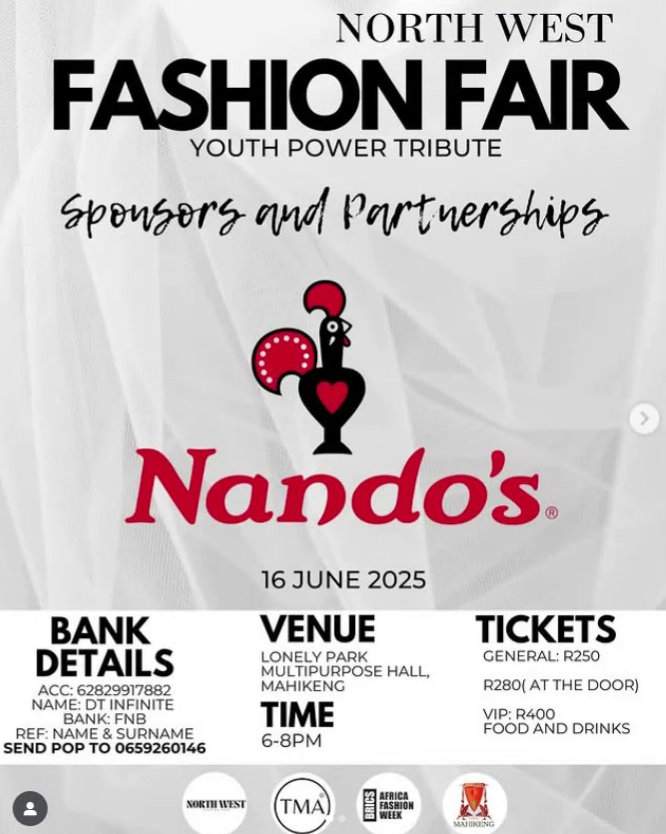 NORTH WEST
FASHION FAIR
YOUTH POWER TRIBUTE
Sponsors and Partnerships
Nando's®
16 JUNE 2025
BANK
DETAILS
ACC: 62829917882
NAME: DT INFINITE
BANK: FNB
REF: NAME & SURNAME
SEND POP TO 0659260146
VENUE
LONELY PARK
MULTIPURPOSE HALL,
MAHIKENG
TIME
6-8PM
TICKETS
GENERAL: R250
R280( AT THE DOOR)
VIP: R400
FOOD AND DRINKS
NORTH WEST
TMA
BRICS
AFRICA
FASHION
WEEK
MAHIKENG